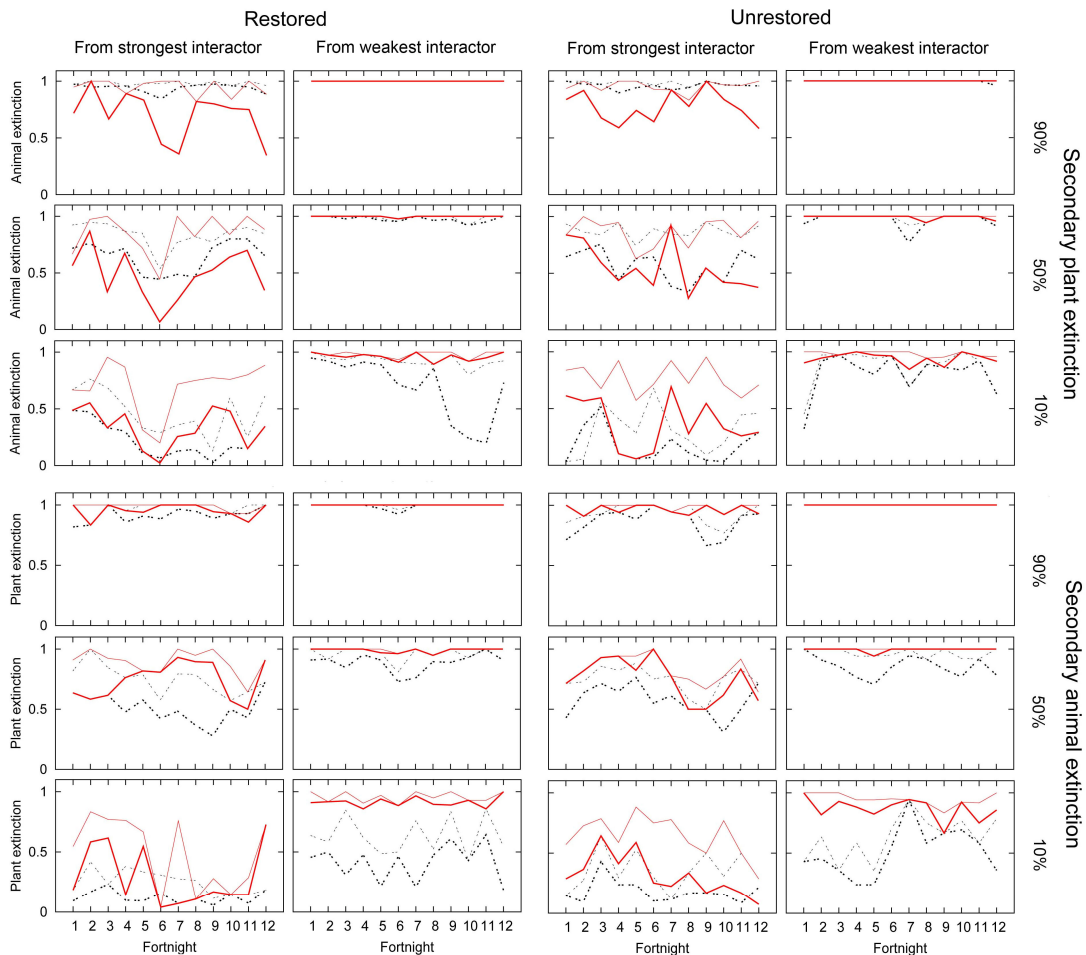 Restored Unrestored
From strongest interactor From weakest interactor From strongest interactor From weakest interactor
Animal extinction 1 0.5 0 90%
Animal extinction 1 0.5 0 50%
Animal extinction 1 0.5 0 10%
Secondary plant extinction
Plant extinction 1 0.5 0 90%
Plant extinction 1 0.5 0 50%
Plant extinction 1 0.5 0 10%
Secondary animal extinction
1 2 3 4 5 6 7 8 9 10 11 12 1 2 3 4 5 6 7 8 9 10 11 12 1 2 3 4 5 6 7 8 9 10 11 12 1 2 3 4 5 6 7 8 9 10 11 12
Fortnight Fortnight Fortnight Fortnight